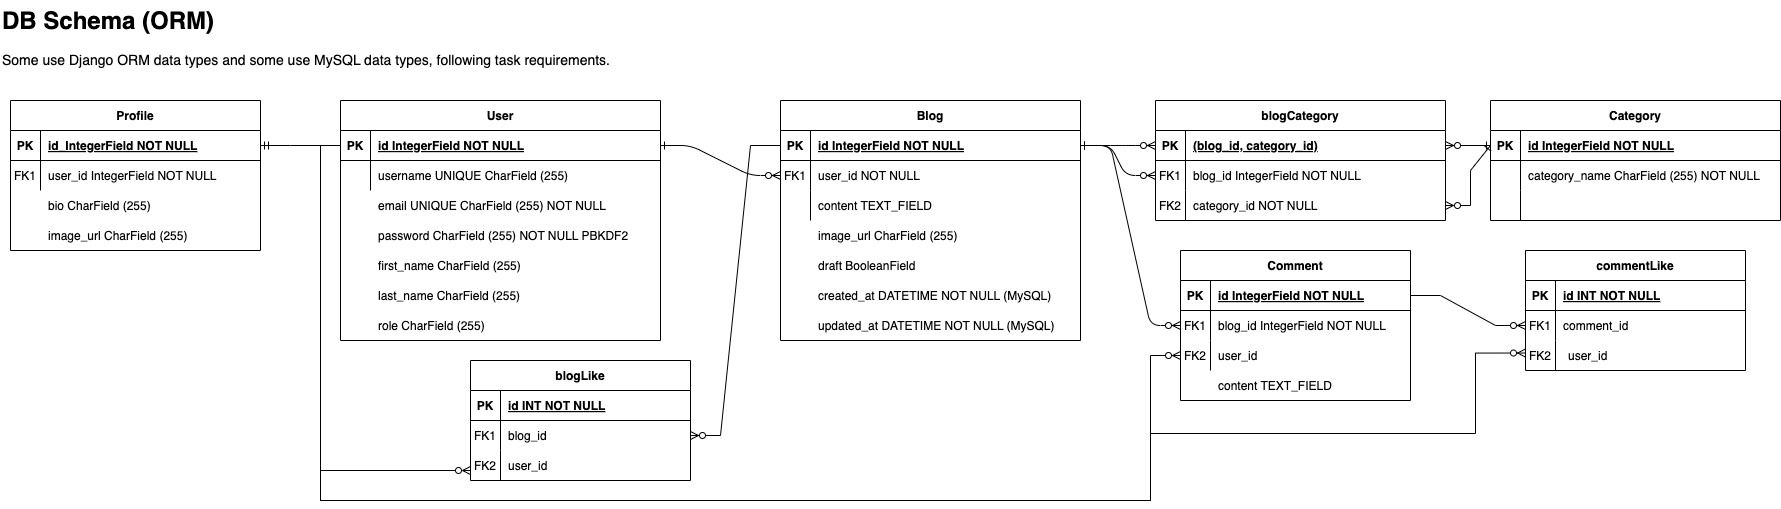 DB Schema (ORM)
Some use Django ORM data types and some use MySQL data types, following task requirements.
Profile
PK id IntegerField NOT NULL
FK1 user_id IntegerField NOT NULL
bio CharField (255)
image_url CharField (255)
User
PK id IntegerField NOT NULL
username UNIQUE CharField (255)
email UNIQUE CharField (255) NOT NULL
password CharField (255) NOT NULL PBKDF2
first_name CharField (255)
last_name CharField (255)
role CharField (255)
Blog
PK id IntegerField NOT NULL
FK1 user_id NOT NULL
content TEXT_FIELD
image_url CharField (255)
draft BooleanField
created_at DATETIME NOT NULL (MySQL)
updated_at DATETIME NOT NULL (MySQL)
blogCategory
PK (blog_id, category_id)
FK1 blog_id IntegerField NOT NULL
FK2 category_id NOT NULL
Category
PK id IntegerField NOT NULL
category_name CharField (255) NOT NULL
Comment
PK id IntegerField NOT NULL
FK1 blog_id IntegerField NOT NULL
FK2 user_id
content TEXT_FIELD
commentLike
PK id INT NOT NULL
FK1 comment_id
FK2 user_id
blogLike
PK id INT NOT NULL
FK1 blog_id
FK2 user_id